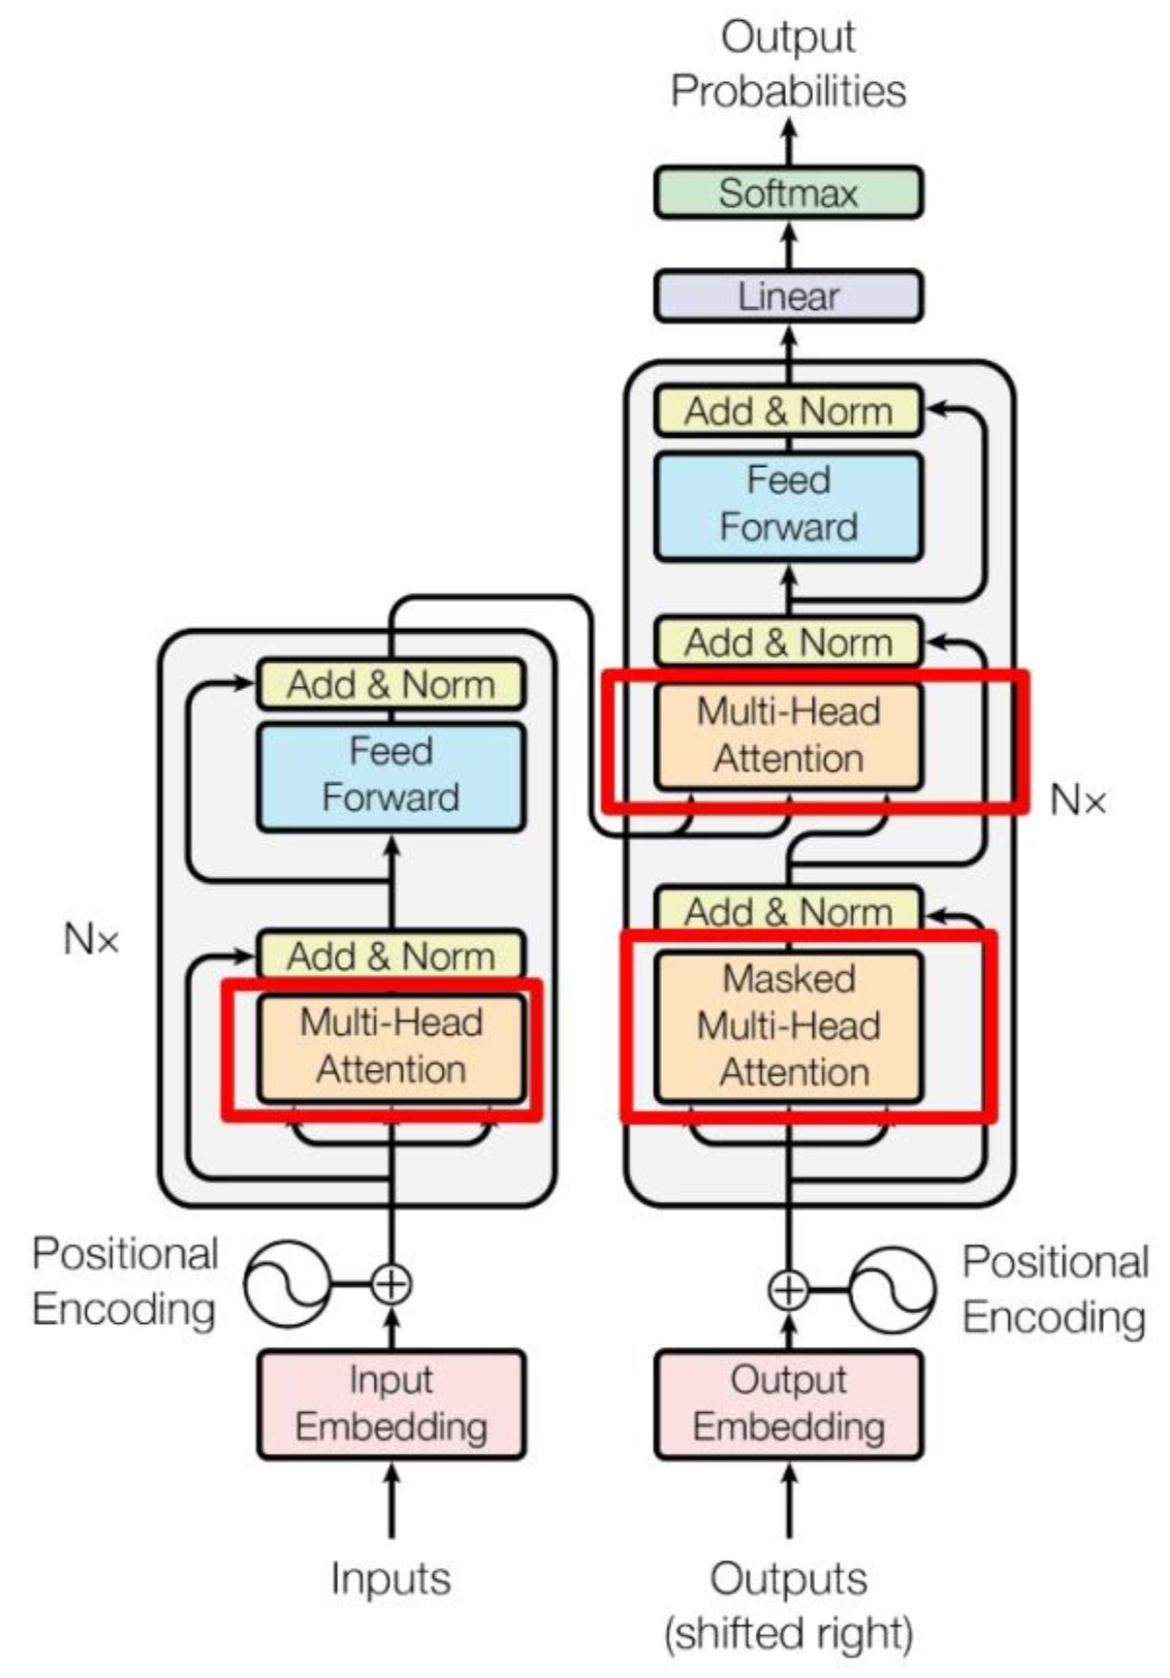 Output
Probabilities
Softmax
Linear
Add & Norm
Feed
Forward
Add & Norm
Multi-Head
Attention
N×
Add & Norm
Masked
Multi-Head
Attention
Add & Norm
Feed
Forward
N×
Add & Norm
Multi-Head
Attention
Positional
Encoding
Positional
Encoding
Input
Embedding
Output
Embedding
Inputs
Outputs
(shifted right)